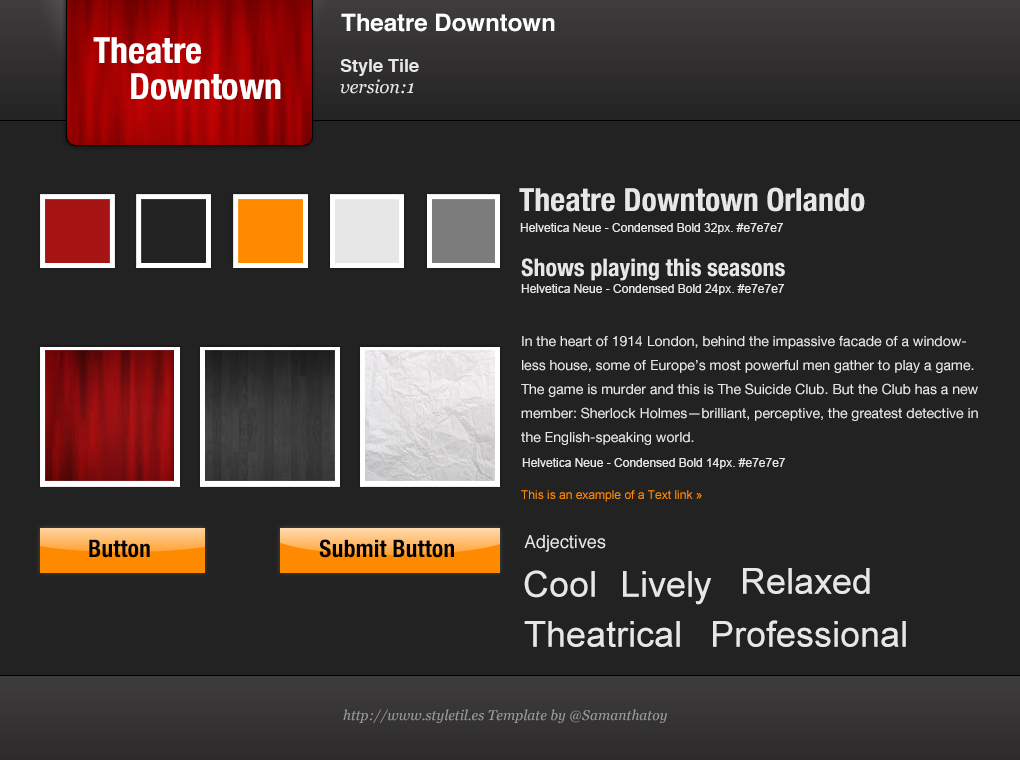 Theatre
Downtown
Theatre Downtown
Style Tile
version:1
Theatre Downtown Orlando
Helvetica Neue - Condensed Bold 32px. #e7e7e7
Shows playing this seasons
Helvetica Neue - Condensed Bold 24px. #e7e7e7
In the heart of 1914 London, behind the impassive facade of a window-
less house, some of Europe’s most powerful men gather to play a game.
The game is murder and this is The Suicide Club. But the Club has a new
member: Sherlock Holmes—brilliant, perceptive, the greatest detective in
the English-speaking world.
Helvetica Neue - Condensed Bold 14px. #e7e7e7
This is an example of a Text link »
Button
Submit Button
Adjectives
Cool Lively Relaxed
Theatrical Professional
http://www.styletil.es Template by @Samanthatoy